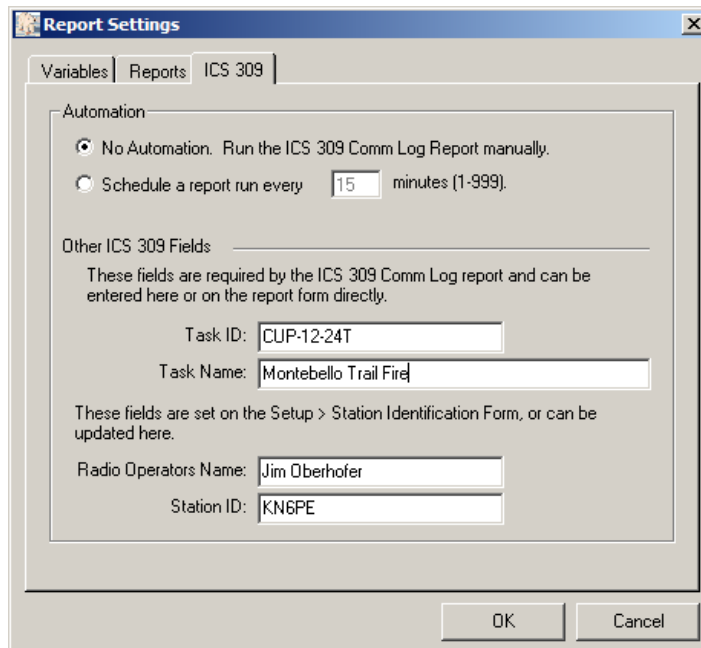 Report Settings
Variables Reports ICS 309
Automation
No Automation. Run the ICS 309 Comm Log Report manually.
Schedule a report run every 15 minutes (1-999).
Other ICS 309 Fields
These fields are required by the ICS 309 Comm Log report and can be
entered here or on the report form directly.
Task ID: CUP-12-24T
Task Name: Montebello Trail Fire
These fields are set on the Setup > Station Identification Form, or can be
updated here.
Radio Operators Name: Jim Oberhofer
Station ID: KN6PE
OK Cancel